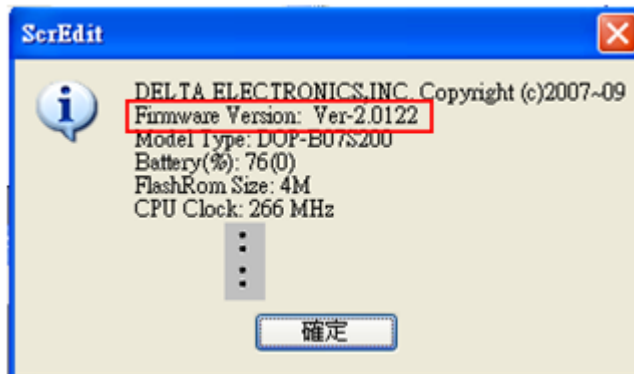 ScrEdit
DELTA ELECTRONICS,INC. Copyright (c)2007~09
Firmware Version:  Ver-2.0122
Model Type: DOP-B07S200
Battery(%): 76(0)
FlashRom Size: 4M
CPU Clock: 266 MHz
:
:
確定